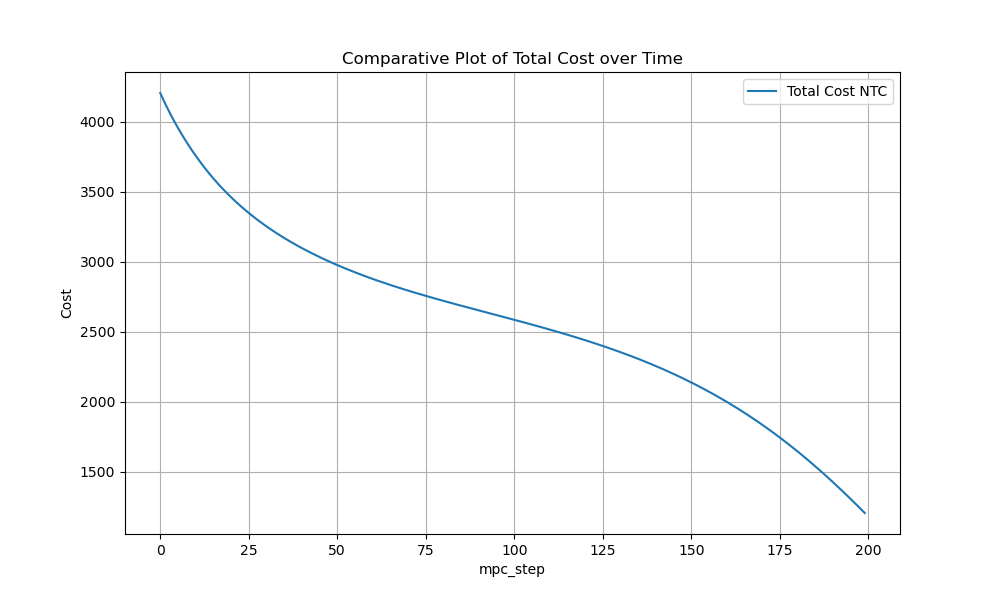 Comparative Plot of Total Cost over Time
Total Cost NTC
4000
3500
3000
2500
2000
1500
Cost
0 25 50 75 100 125 150 175 200
mpc_step